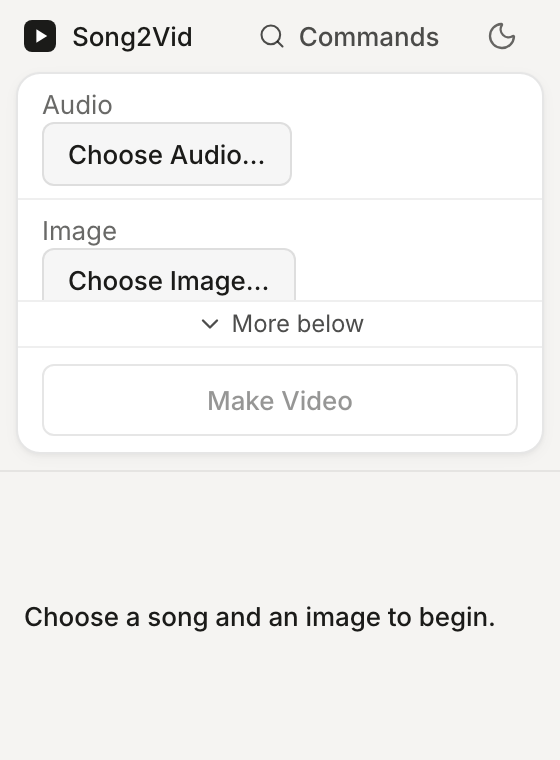 Song2Vid
Commands
Audio
Choose Audio...
Image
Choose Image...
More below
Make Video
Choose a song and an image to begin.